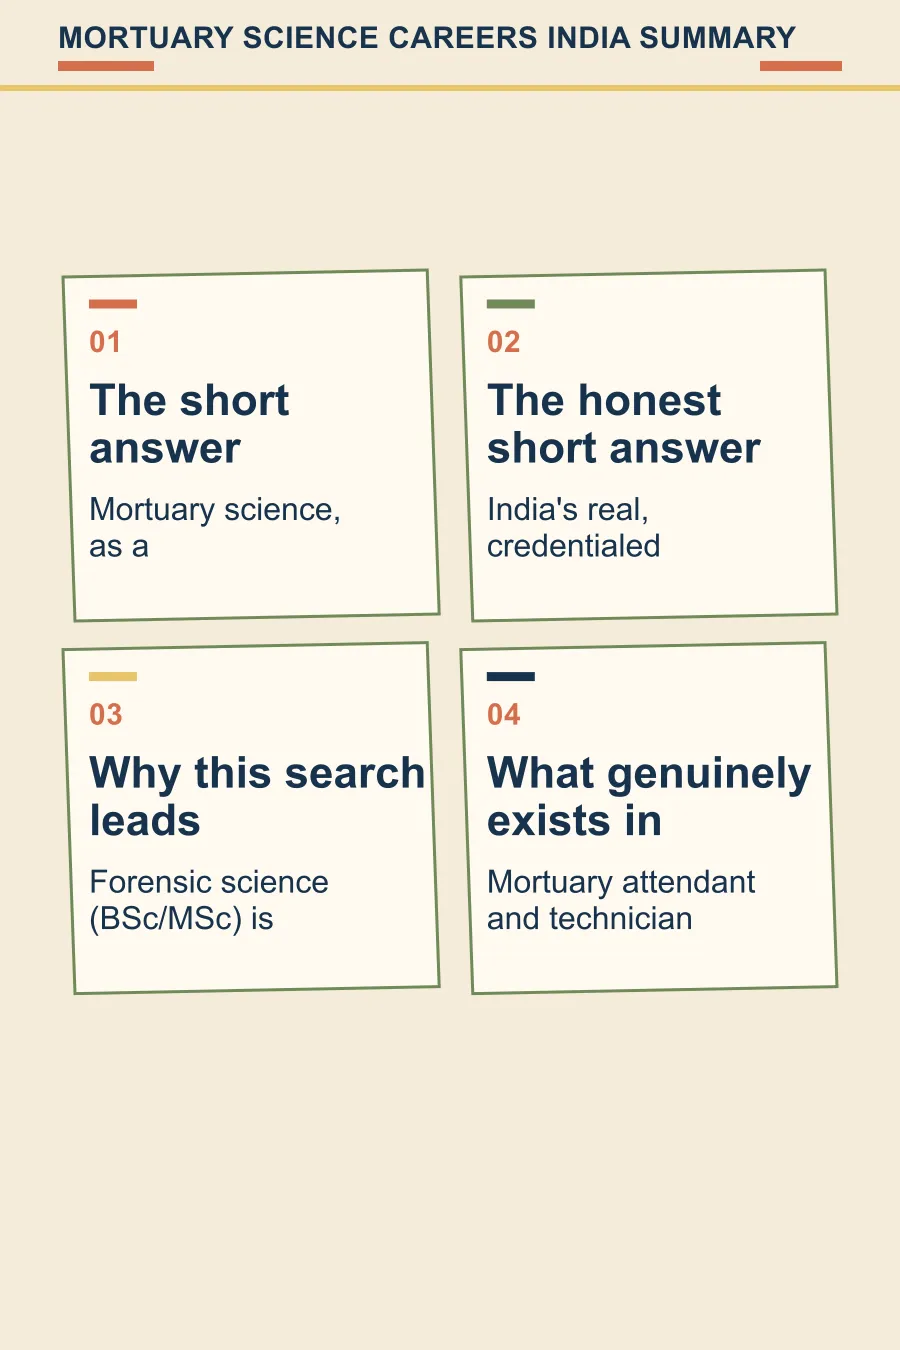 MORTUARY SCIENCE CAREERS INDIA SUMMARY
01
The short
answer
Mortuary science,
as a
02
The honest
short answer
India's real,
credentialed
03
Why this search
leads
Forensic science
(BSc/MSc) is
04
What genuinely
exists in
Mortuary attendant
and technician